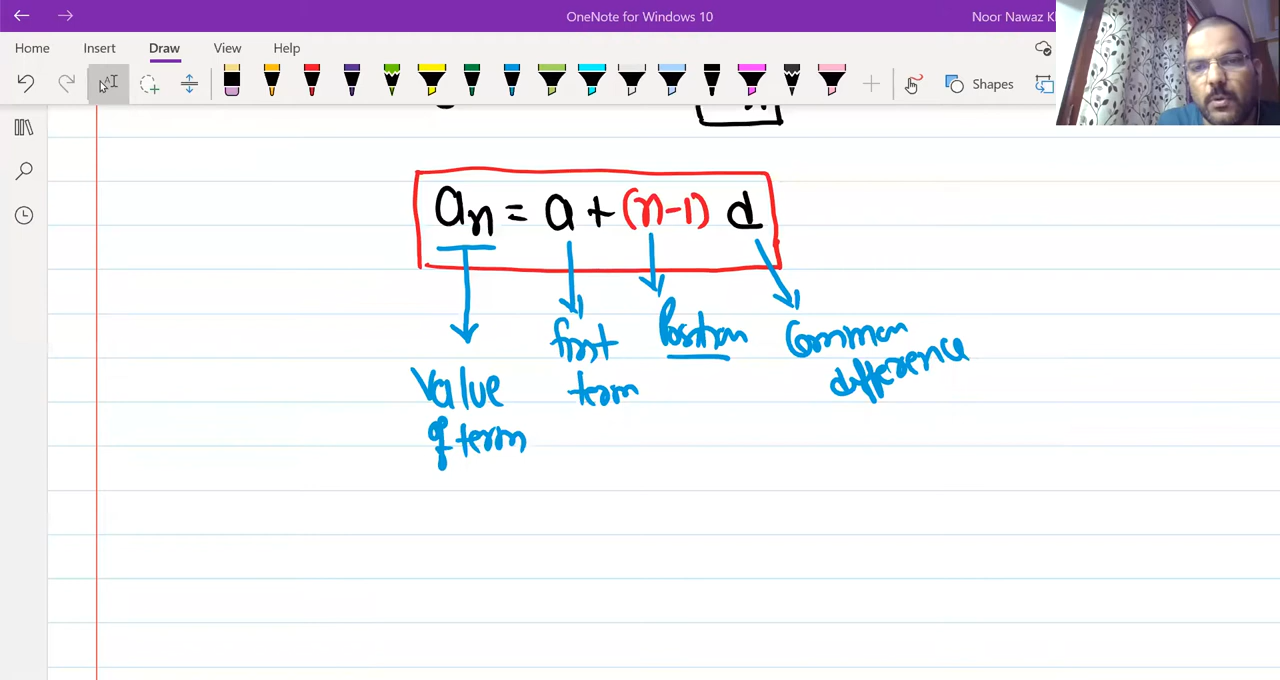 OneNote for Windows 10
Noor Nawaz Kh
Home Insert Draw View Help
Shapes
aₙ = a + (n-1) d
Value
of term
first
term
Position
Common
difference